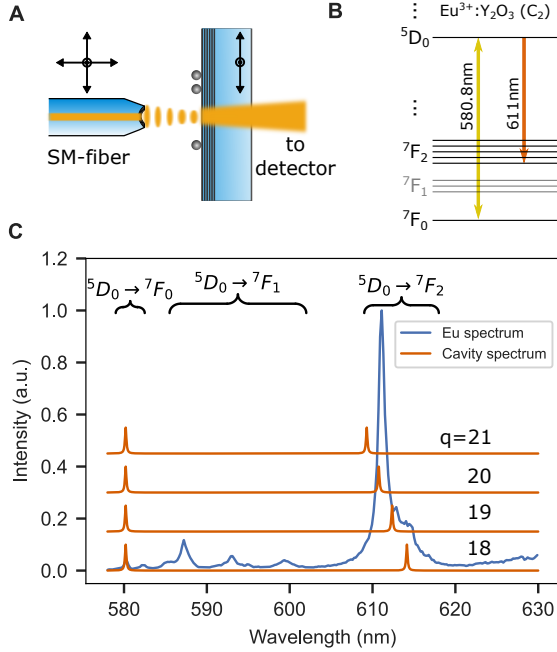 A
SM-fiber
to
detector
B
Eu³⁺:Y₂O₃ (C₂)
⁵D₀
580.8nm
611nm
⁷F₂
⁷F₁
⁷F₀
C
⁵D₀ → ⁷F₀
⁵D₀ → ⁷F₁
⁵D₀ → ⁷F₂
Eu spectrum
Cavity spectrum
q=21
20
19
18
Intensity (a.u.)
1.2
1.0
0.8
0.6
0.4
0.2
0.0
580 590 600 610 620 630
Wavelength (nm)